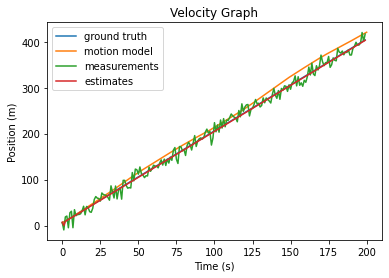 Velocity Graph
ground truth
motion model
measurements
estimates
Position (m)
400
300
200
100
0
0 25 50 75 100 125 150 175 200
Time (s)